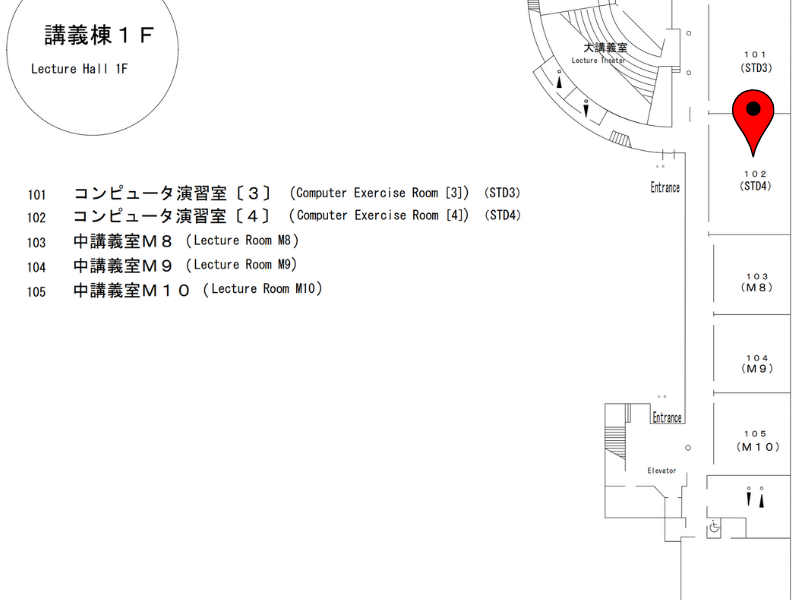 講義棟１Ｆ
Lecture Hall 1F
大講義室
Lecture Theater
101
(STD3)
102
(STD4)
Entrance
101 コンピュータ演習室〔３〕 (Computer Exercise Room [3]) (STD3)
102 コンピュータ演習室〔４〕 (Computer Exercise Room [4]) (STD4)
103 中講義室Ｍ８ (Lecture Room M8)
104 中講義室Ｍ９ (Lecture Room M9)
105 中講義室Ｍ１０ (Lecture Room M10)
１０３
(Ｍ８)
１０４
(Ｍ９)
Entrance
１０５
(Ｍ１０)
Elevator